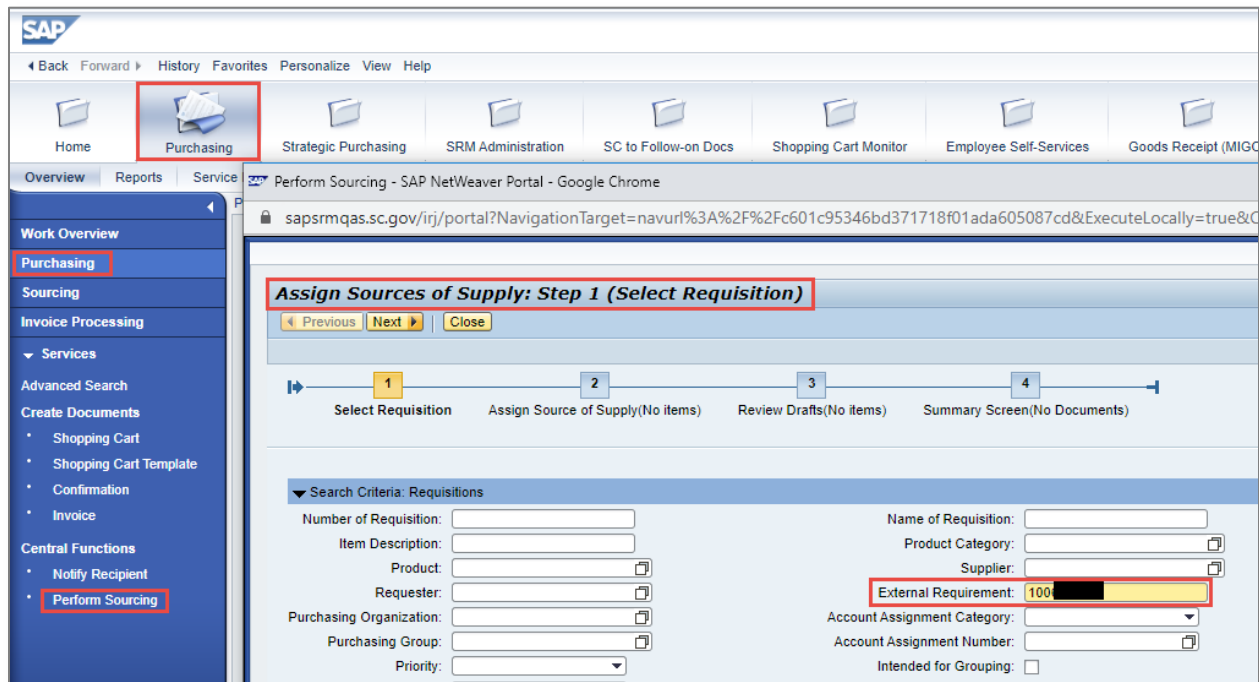 SAP
Back Forward History Favorites Personalize View Help
Home Purchasing Strategic Purchasing SRM Administration SC to Follow-on Docs Shopping Cart Monitor Employee Self-Services Goods Receipt (MIGO
Overview Reports Service
Perform Sourcing - SAP NetWeaver Portal - Google Chrome
sapsrmqas.sc.gov/irj/portal?NavigationTarget=navurl%3A%2F%2Fc601c95346bd371718f01ada605087cd&ExecuteLocally=true&C
Work Overview
Purchasing
Sourcing
Invoice Processing
Services
Advanced Search
Create Documents
Shopping Cart
Shopping Cart Template
Confirmation
Invoice
Central Functions
Notify Recipient
Perform Sourcing
Assign Sources of Supply: Step 1 (Select Requisition)
Previous Next Close
1 2 3 4
Select Requisition Assign Source of Supply(No items) Review Drafts(No items) Summary Screen(No Documents)
Search Criteria: Requisitions
Number of Requisition: Name of Requisition:
Item Description: Product Category:
Product: Supplier:
Requester: External Requirement: 100
Purchasing Organization: Account Assignment Category:
Purchasing Group: Account Assignment Number:
Priority: Intended for Grouping: